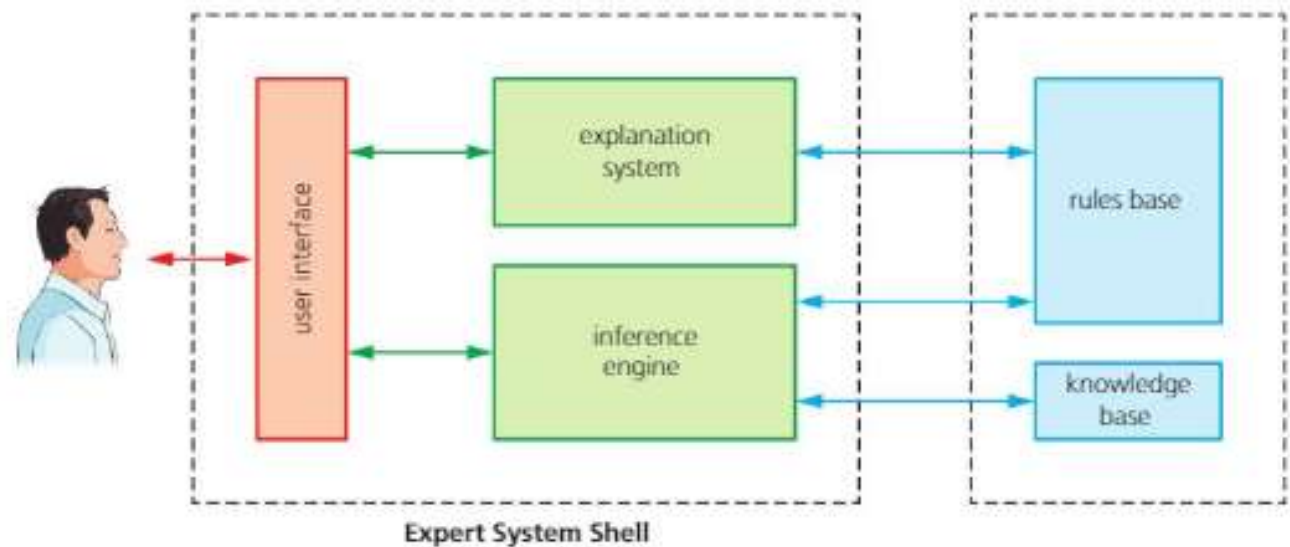 user interface
explanation
system
inference
engine
rules base
knowledge
base
Expert System Shell